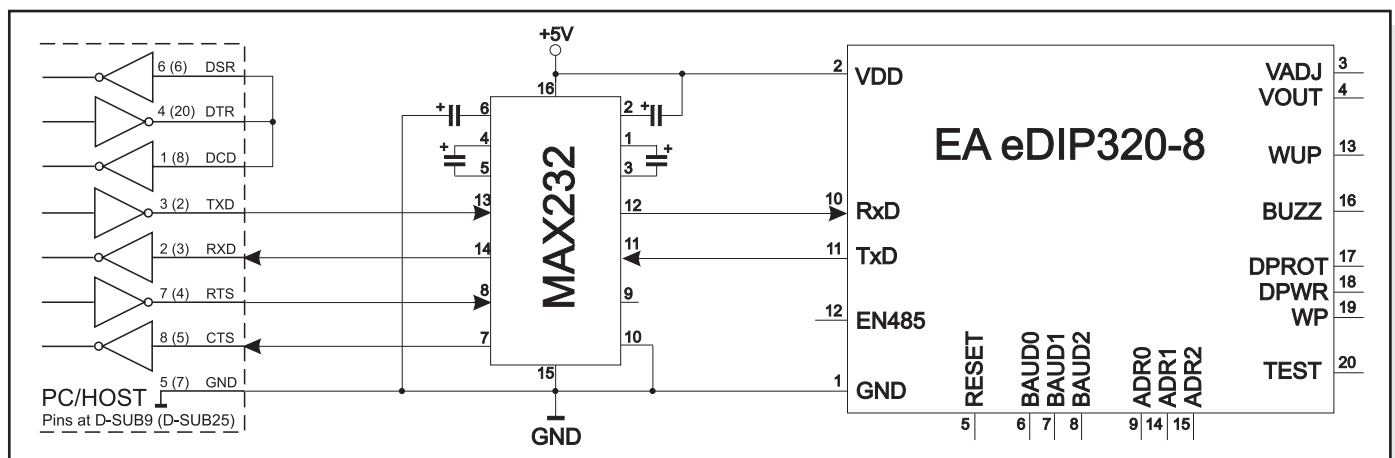 +5V
6 (6) DSR
4 (20) DTR
1 (8) DCD
3 (2) TXD
2 (3) RXD
7 (4) RTS
8 (5) CTS
5 (7) GND
PC/HOST
Pins at D-SUB9 (D-SUB25)
16
+ 6
4
+
5
13
14
8
7
15
MAX232
2 +
1
3 +
12
11
9
10
GND
EA eDIP320-8
2 VDD
10 RxD
11 TxD
12 EN485
1 GND
VADJ 3
VOUT 4
WUP 13
BUZZ 16
DPROT 17
DPWR 18
WP 19
TEST 20
RESET 5
BAUD0 6
BAUD1 7
BAUD2 8
ADR0 9
ADR1 14
ADR2 15